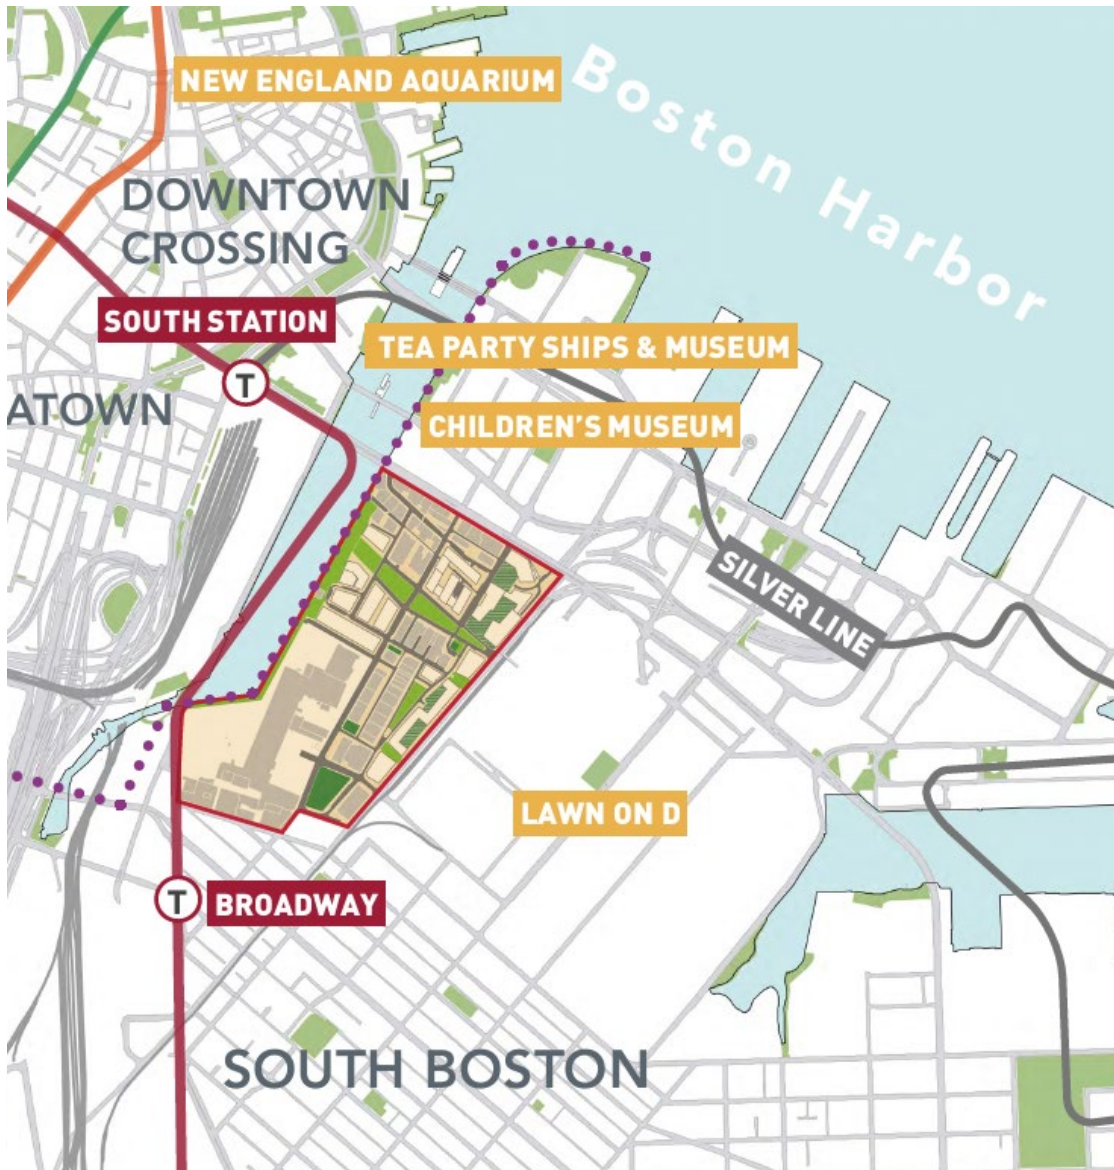 NEW ENGLAND AQUARIUM
Boston Harbor
DOWNTOWN
CROSSING
SOUTH STATION
T
TEA PARTY SHIPS & MUSEUM
ATOWN
CHILDREN'S MUSEUM
SILVER LINE
LAWN ON D
T
BROADWAY
SOUTH BOSTON